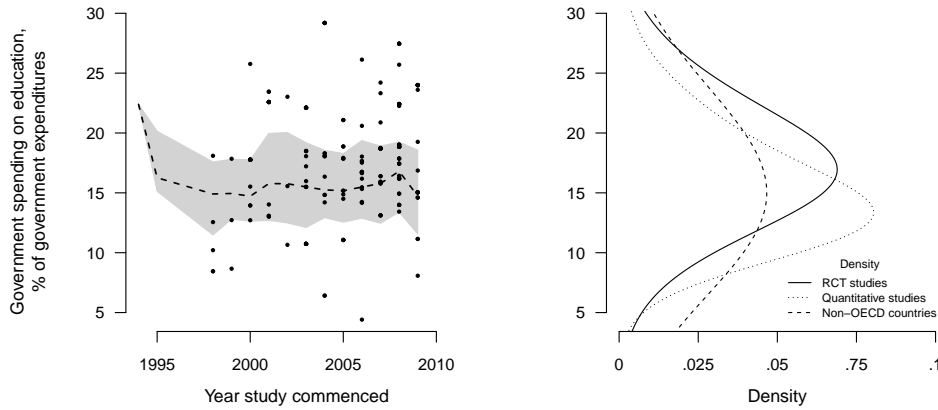 Government spending on education,
% of government expenditures
30
25
20
15
10
5
1995 2000 2005 2010
Year study commenced
30
25
20
15
10
5
Density
RCT studies
Quantitative studies
Non−OECD countries
0 .025 .05 .75 .1
Density